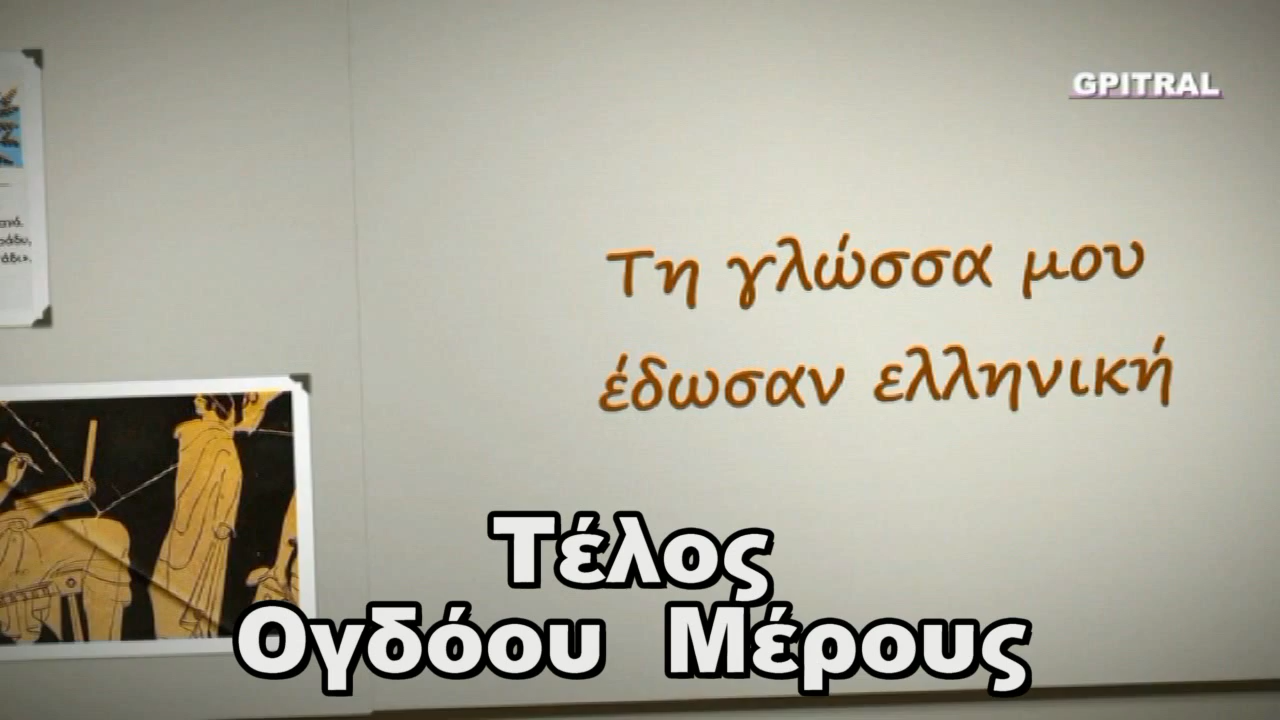 GPITRAL
Τη γλώσσα μου
έδωσαν ελληνική
Τέλος
Ογδόου Μέρους